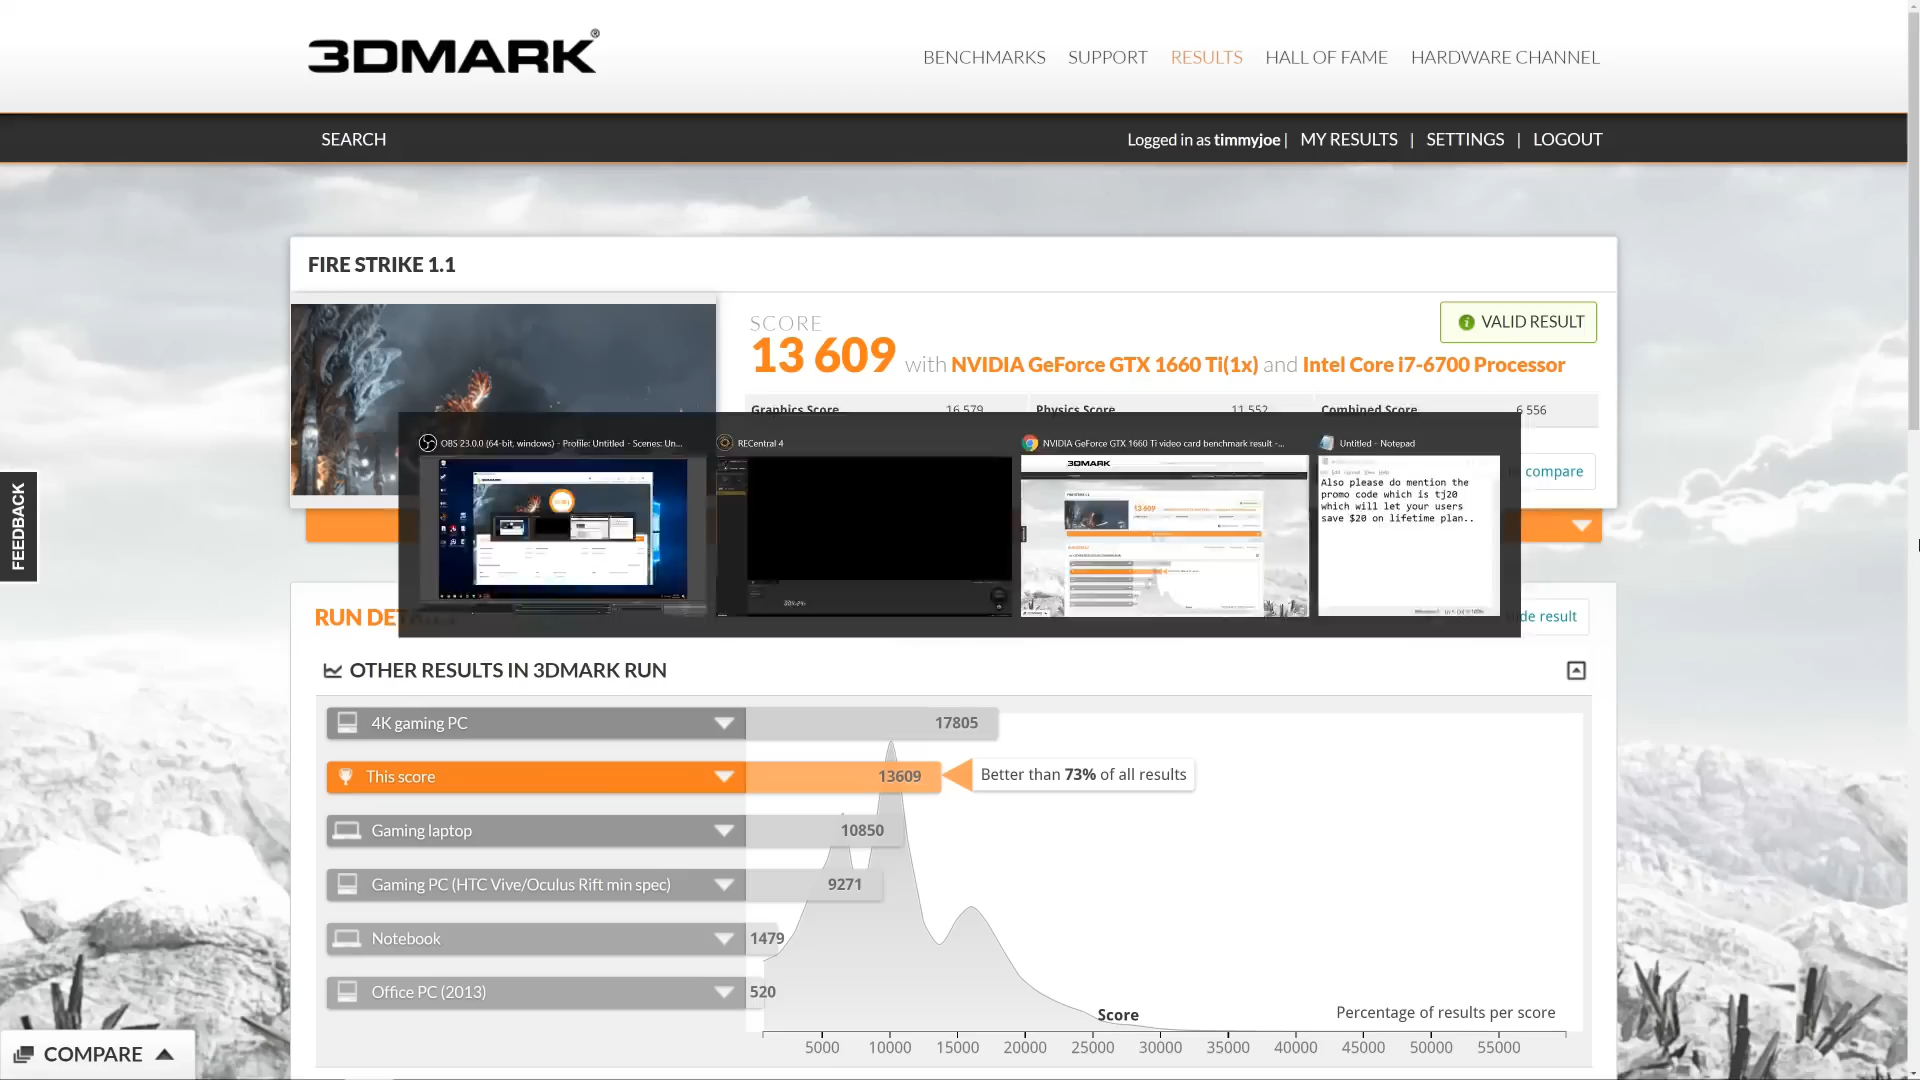 3DMARK®
BENCHMARKS SUPPORT RESULTS HALL OF FAME HARDWARE CHANNEL
SEARCH
Logged in as timmyjoe | MY RESULTS | SETTINGS | LOGOUT
FIRE STRIKE 1.1
SCORE
VALID RESULT
13 609 with NVIDIA GeForce GTX 1660 Ti(1x) and Intel Core i7-6700 Processor
Graphics Score 16 579 Physics Score 11 552 Combined Score 6 556
OBS 23.0.0 (64-bit, windows) - Profile: Untitled - Scenes: Un...
RECentral 4
NVIDIA GeForce GTX 1660 Ti video card benchmark result -...
Untitled - Notepad
3DMARK
13 609
Also please do mention the
promo code which is tj20
which will let your users
save $20 on lifetime plan..
compare
FEEDBACK
RUN DE
hide result
OTHER RESULTS IN 3DMARK RUN
4K gaming PC 17805
This score 13609 Better than 73% of all results
Gaming laptop 10850
Gaming PC (HTC Vive/Oculus Rift min spec) 9271
Notebook 1479
Office PC (2013) 520
Score
Percentage of results per score
5000 10000 15000 20000 25000 30000 35000 40000 45000 50000 55000
COMPARE